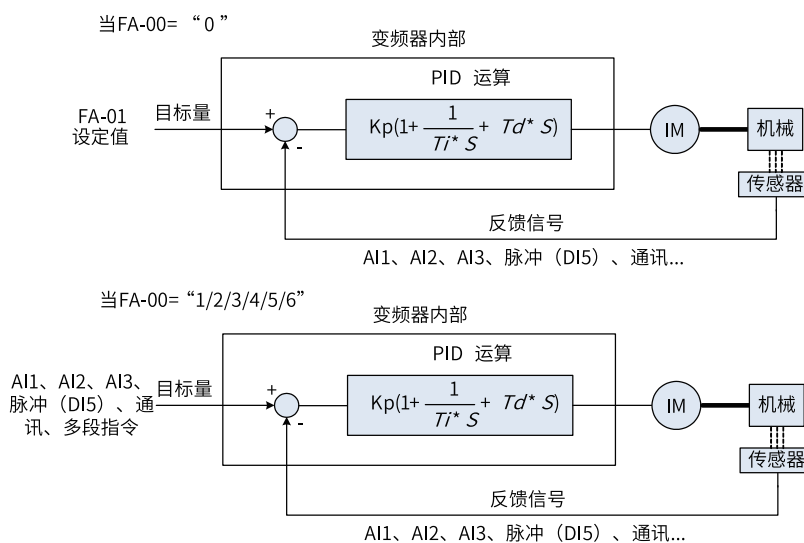 当FA-00= “0”
变频器内部
PID 运算
FA-01
设定值
目标量
+
-
Kp(1+ 1/Ti* S + Td* S)
IM
机械
传感器
反馈信号
AI1、AI2、AI3、脉冲（DI5）、通讯...
当FA-00= “1/2/3/4/5/6”
变频器内部
PID 运算
AI1、AI2、AI3、
脉冲（DI5）、通
讯、多段指令
目标量
+
-
Kp(1+ 1/Ti* S + Td* S)
IM
机械
传感器
反馈信号
AI1、AI2、AI3、脉冲（DI5）、通讯...